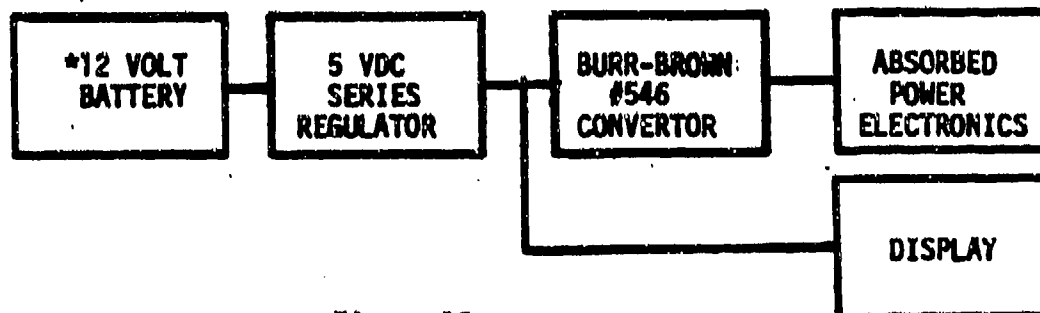 *12 VOLT
BATTERY
5 VDC
SERIES
REGULATOR
BURR-BROWN
#546
CONVERTOR
ABSORBED
POWER
ELECTRONICS
DISPLAY